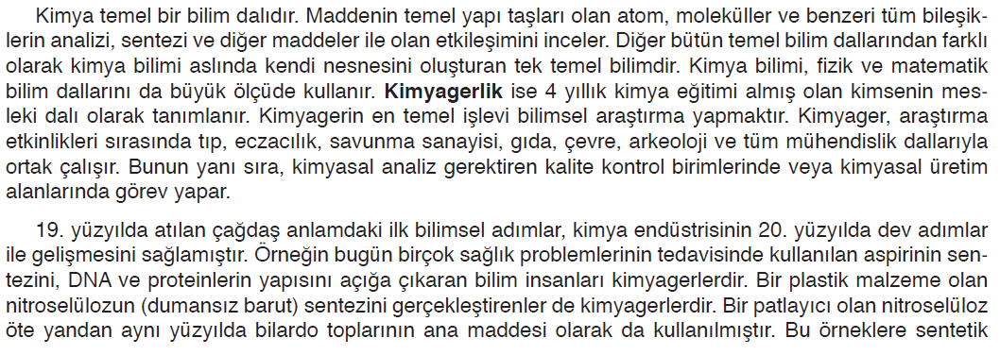 Kimya temel bir bilim dalıdır. Maddenin temel yapı taşları olan atom, moleküller ve benzeri tüm bileşik-
lerin analizi, sentezi ve diğer maddeler ile olan etkileşimini inceler. Diğer bütün temel bilim dallarından farklı
olarak kimya bilimi aslında kendi nesnesini oluşturan tek temel bilimdir. Kimya bilimi, fizik ve matematik
bilim dallarını da büyük ölçüde kullanır. Kimyagerlik ise 4 yıllık kimya eğitimi almış olan kimsenin mes-
leki dalı olarak tanımlanır. Kimyagerin en temel işlevi bilimsel araştırma yapmaktır. Kimyager, araştırma
etkinlikleri sırasında tıp, eczacılık, savunma sanayisi, gıda, çevre, arkeoloji ve tüm mühendislik dallarıyla
ortak çalışır. Bunun yanı sıra, kimyasal analiz gerektiren kalite kontrol birimlerinde veya kimyasal üretim
alanlarında görev yapar.
19. yüzyılda atılan çağdaş anlamdaki ilk bilimsel adımlar, kimya endüstrisinin 20. yüzyılda dev adımlar
ile gelişmesini sağlamıştır. Örneğin bugün birçok sağlık problemlerinin tedavisinde kullanılan aspirinin sen-
tezini, DNA ve proteinlerin yapısını açığa çıkaran bilim insanları kimyagerlerdir. Bir plastik malzeme olan
nitroselülozun (dumansız barut) sentezini gerçekleştirenler de kimyagerlerdir. Bir patlayıcı olan nitroselüloz
öte yandan aynı yüzyılda bilardo toplarının ana maddesi olarak da kullanılmıştır. Bu örneklere sentetik